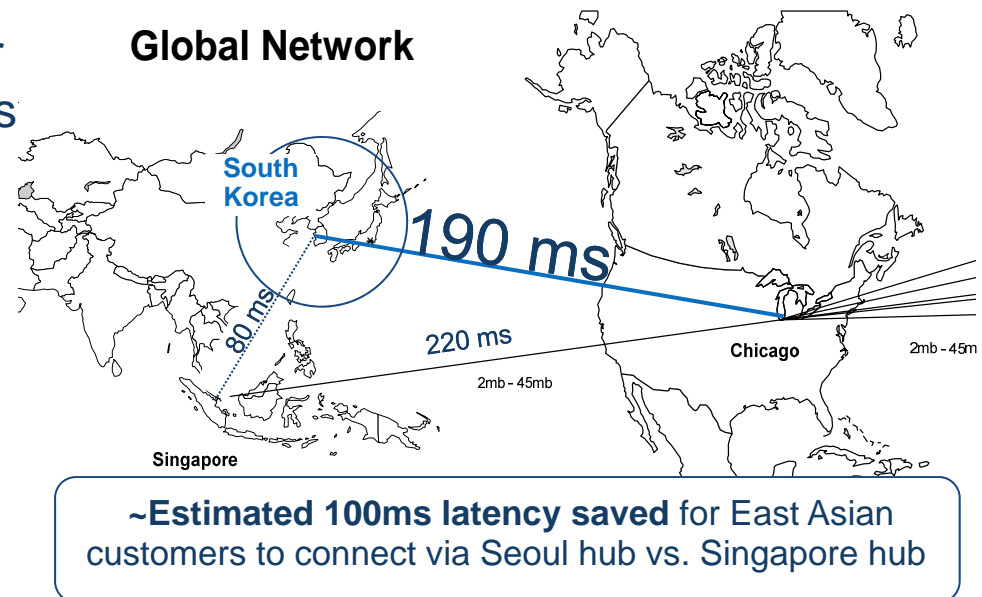 Global Network
s
South
Korea
190 ms
80 ms
220 ms
2mb - 45mb
Chicago
2mb - 45m
Singapore
~Estimated 100ms latency saved for East Asian
customers to connect via Seoul hub vs. Singapore hub